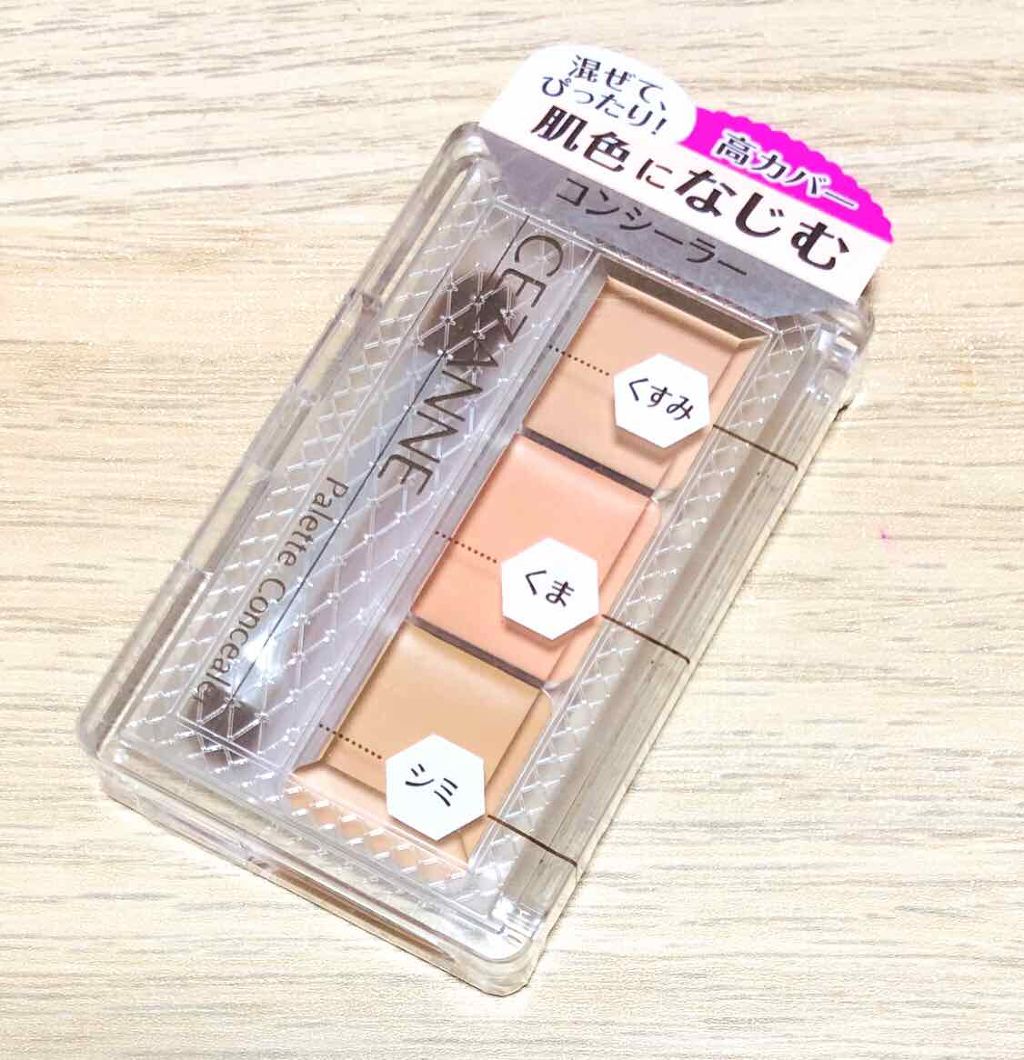 混ぜて、
ぴったり!
高カバー
肌色になじむ
コンシーラー
CEZANNE
Palette Concealer
くすみ
くま
シミ